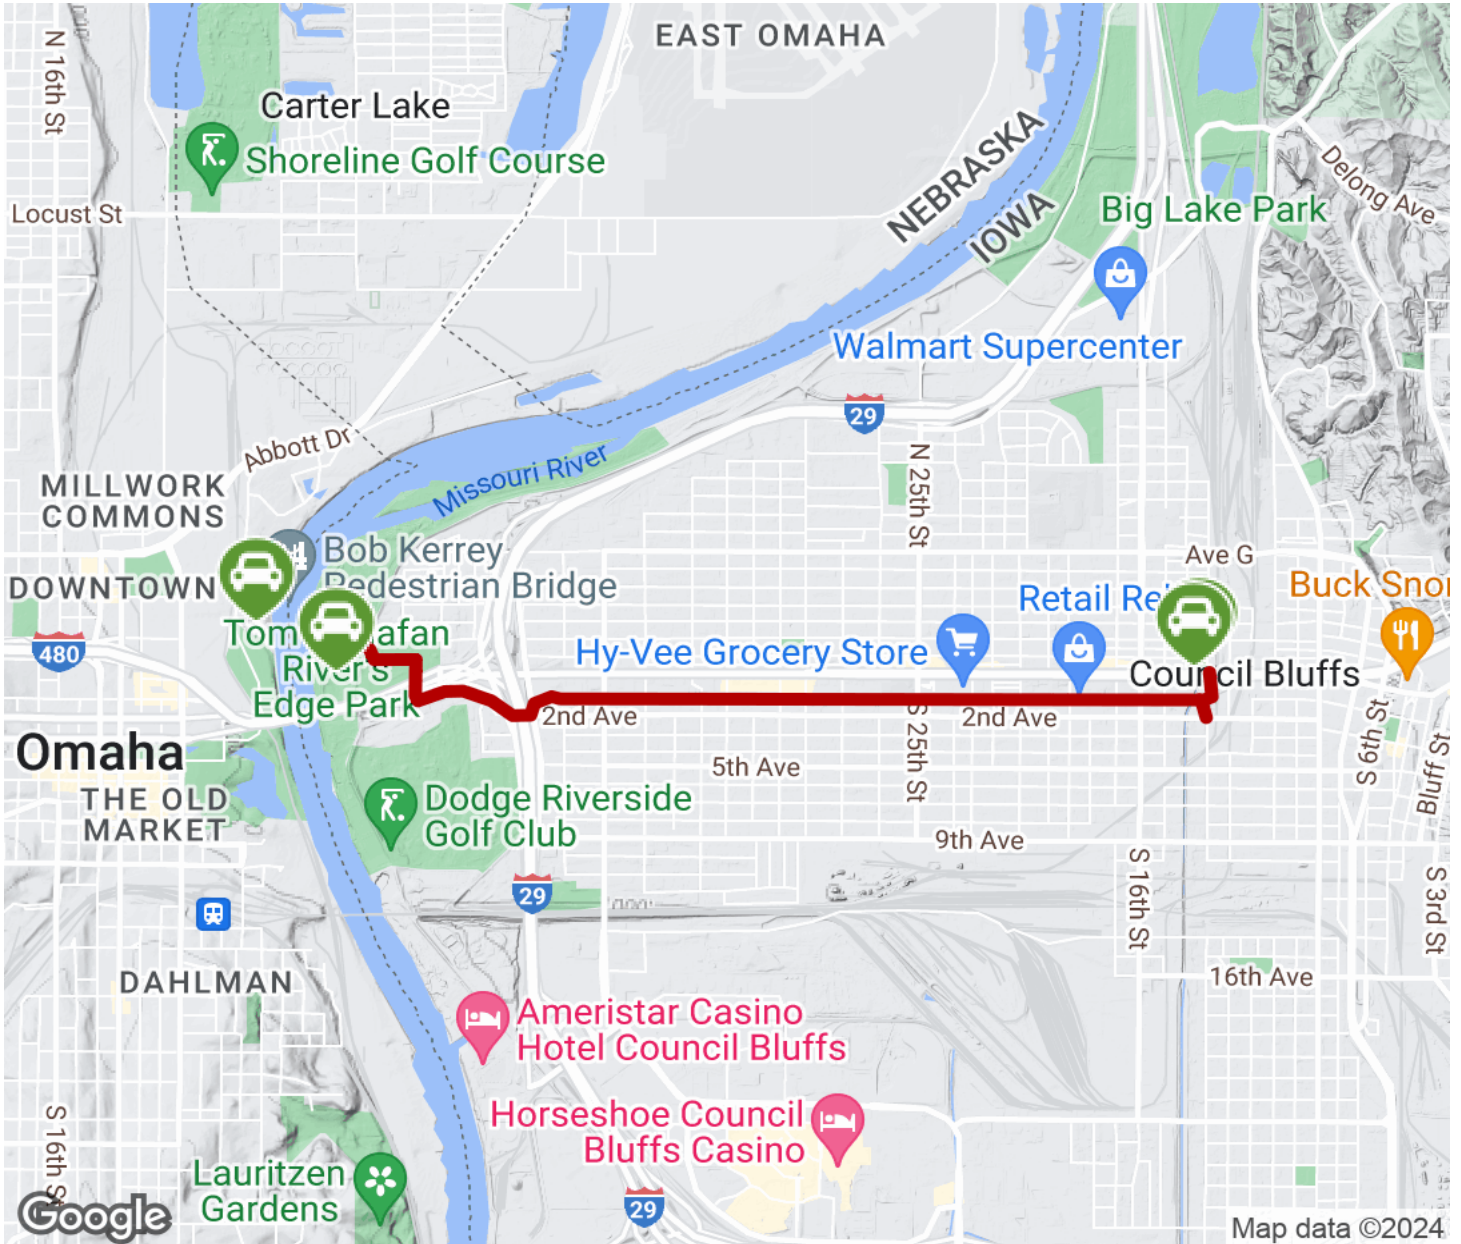 EAST OMAHA
N 16th St
Carter Lake
Shoreline Golf Course
NEBRASKA
IOWA
Delong Ave
Locust St
Big Lake Park
Walmart Supercenter
29
Abbott Dr
Missouri River
N 25th St
MILLWORK
COMMONS
Bob Kerrey
Pedestrian Bridge
Ave G
DOWNTOWN
Retail Re
Buck Snor
Tom
afan
River's
Edge Park
480
Hy-Vee Grocery Store
Council Bluffs
2nd Ave
2nd Ave
S 25th St
S 6th St
Bluff St
Omaha
5th Ave
THE OLD
MARKET
Dodge Riverside
Golf Club
9th Ave
29
S 16th St
S 3rd St
DAHLMAN
16th Ave
Ameristar Casino
Hotel Council Bluffs
Horseshoe Council
Bluffs Casino
S 16th St
Lauritzen
Gardens
29
Google
Map data ©2024